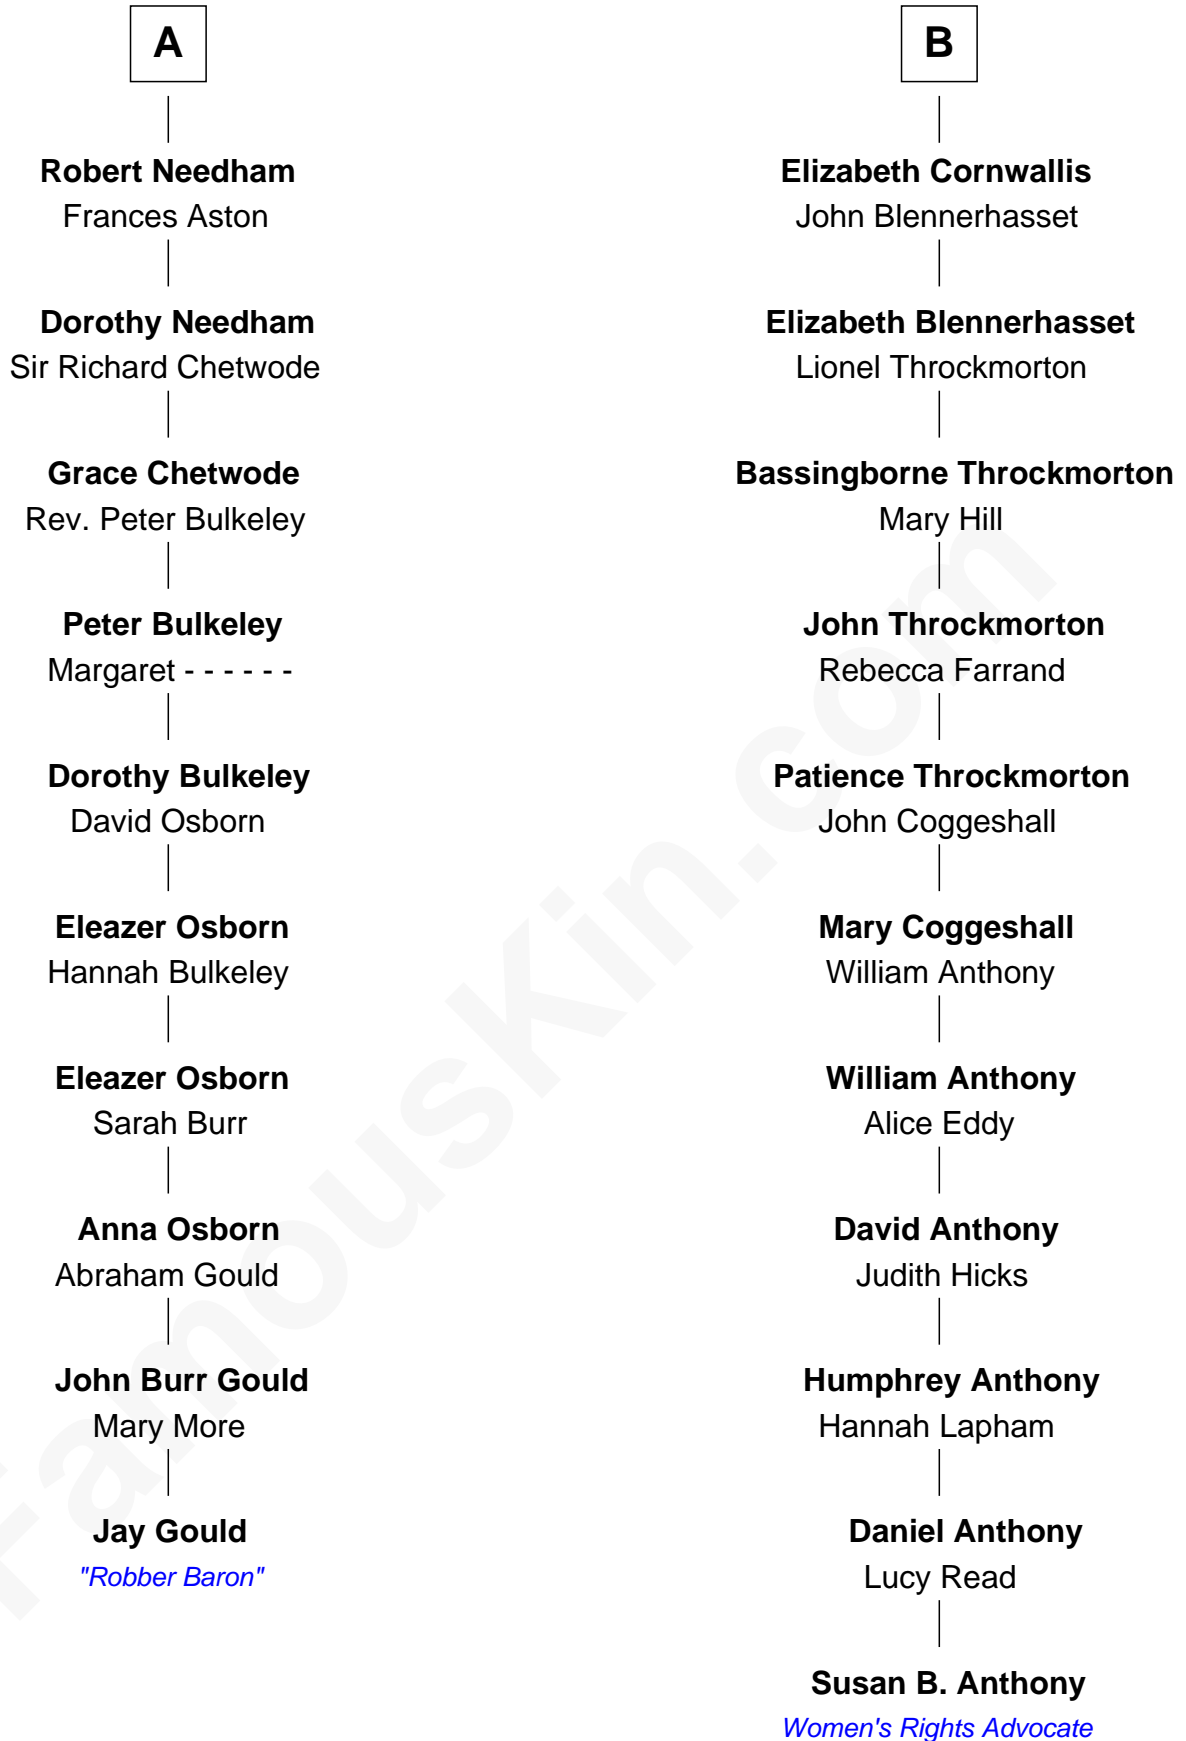 A
Robert Needham
Frances Aston
Dorothy Needham
Sir Richard Chetwode
Grace Chetwode
Rev. Peter Bulkeley
Peter Bulkeley
Margaret - - - - - -
Dorothy Bulkeley
David Osborn
Eleazer Osborn
Hannah Bulkeley
Eleazer Osborn
Sarah Burr
Anna Osborn
Abraham Gould
John Burr Gould
Mary More
Jay Gould
"Robber Baron"
B
Elizabeth Cornwallis
John Blennerhasset
Elizabeth Blennerhasset
Lionel Throckmorton
Bassingborne Throckmorton
Mary Hill
John Throckmorton
Rebecca Farrand
Patience Throckmorton
John Coggeshall
Mary Coggeshall
William Anthony
William Anthony
Alice Eddy
David Anthony
Judith Hicks
Humphrey Anthony
Hannah Lapham
Daniel Anthony
Lucy Read
Susan B. Anthony
Women's Rights Advocate
FamousKin.com